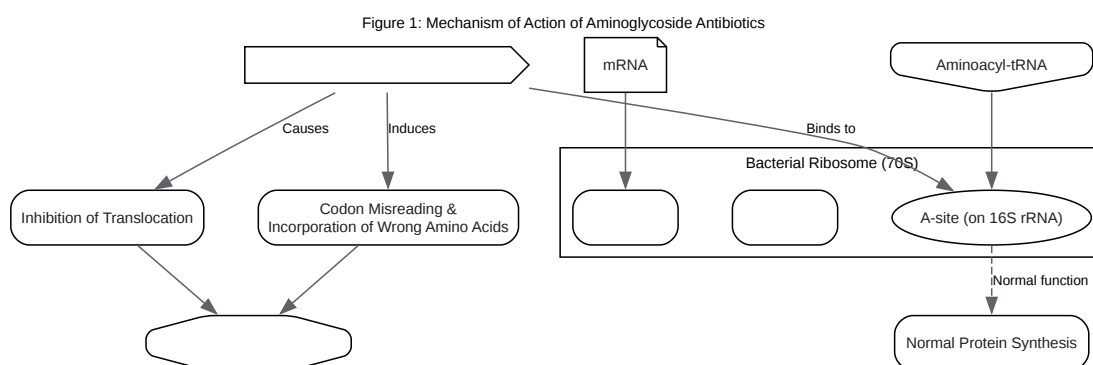 Figure 1: Mechanism of Action of Aminoglycoside Antibiotics
mRNA
Aminoacyl-tRNA
Causes
Induces
Binds to
Bacterial Ribosome (70S)
Inhibition of Translocation
Codon Misreading &
Incorporation of Wrong Amino Acids
A-site (on 16S rRNA)
Normal function
Normal Protein Synthesis